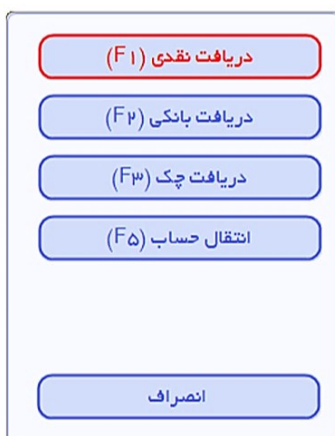 دریافت نقدی (F۱)
دریافت بانکی (F۲)
دریافت چک (F۳)
انتقال حساب (F۵)
انصراف